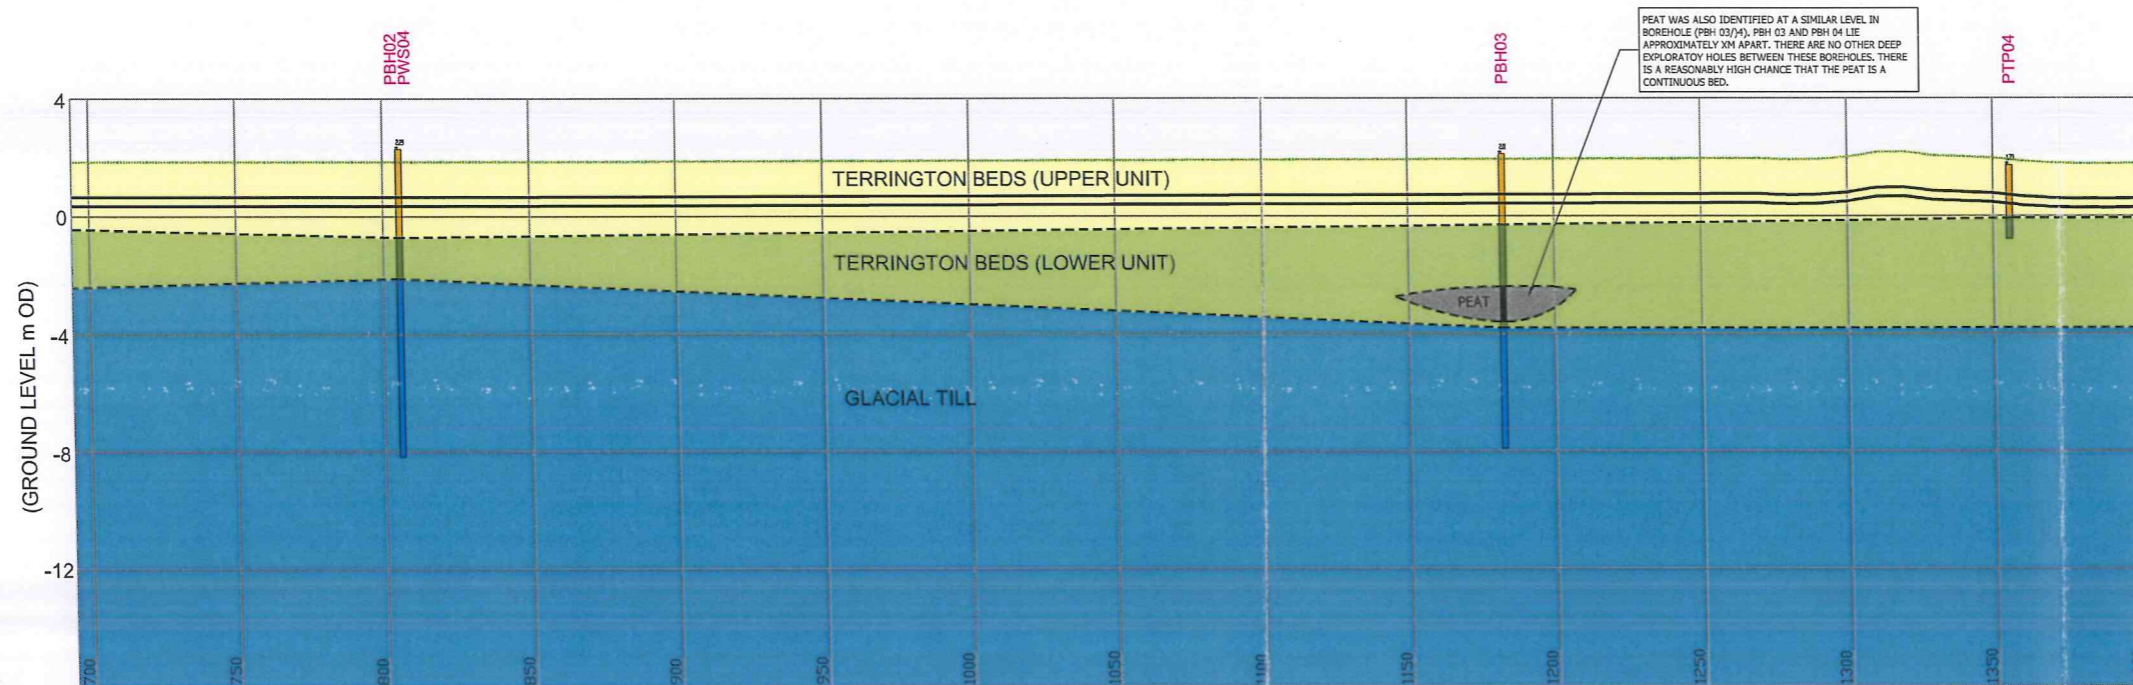 PBH02
PWS04
PBH03
PTP04
PEAT WAS ALSO IDENTIFIED AT A SIMILAR LEVEL IN
BOREHOLE (PBH 03/)4). PBH 03 AND PBH 04 LIE
APPROXIMATELY XM APART. THERE ARE NO OTHER DEEP
EXPLORATOY HOLES BETWEEN THESE BOREHOLES. THERE
IS A REASONABLY HIGH CHANCE THAT THE PEAT IS A
CONTINUOUS BED.
4
0
-4
-8
-12
(GROUND LEVEL m OD)
TERRINGTON BEDS (UPPER UNIT)
TERRINGTON BEDS (LOWER UNIT)
PEAT
GLACIAL TILL
700
750
800
850
900
950
1000
1050
1100
1150
1200
1250
1300
1350